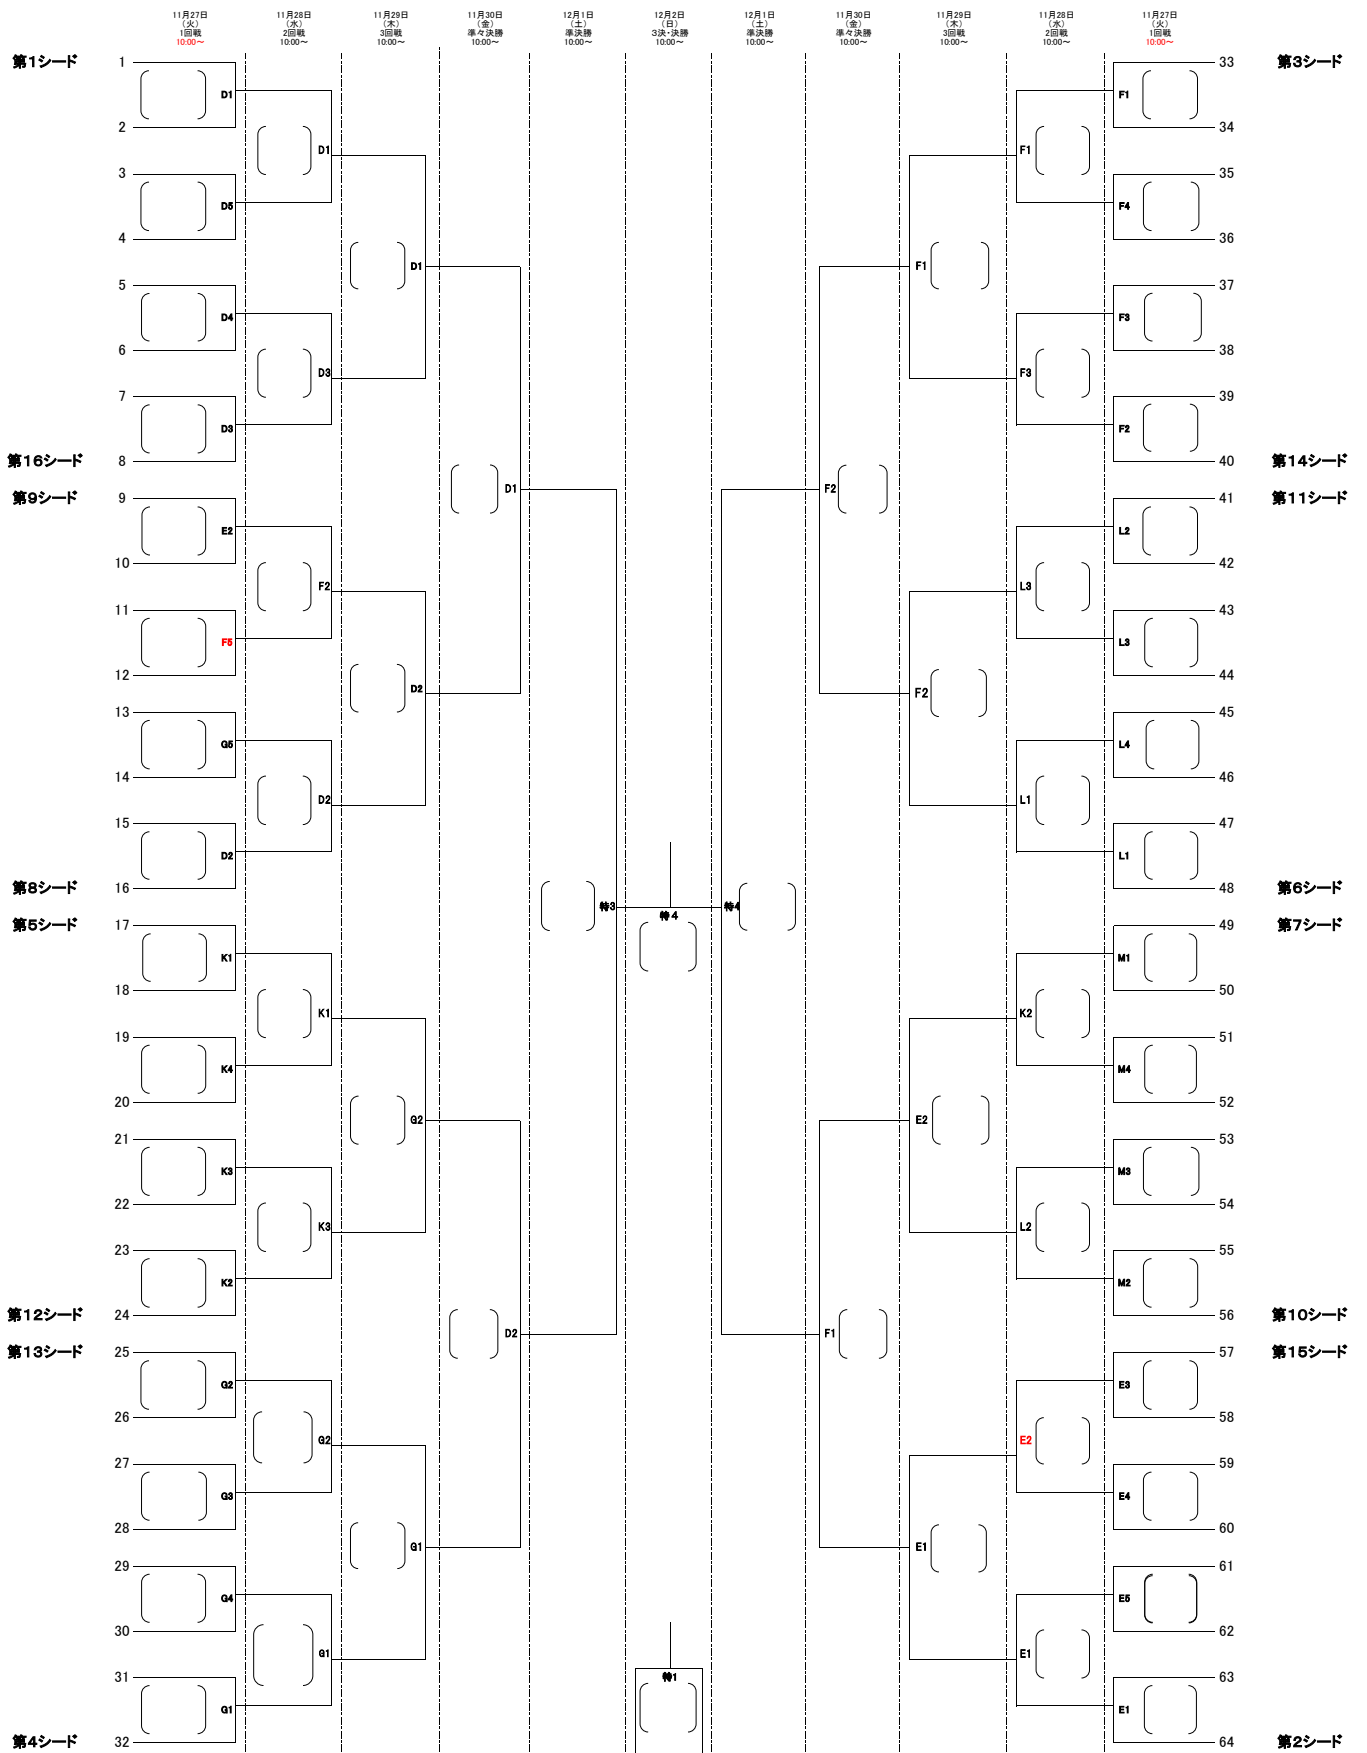 11月27日 11月28日 11月29日 11月30日 12月1日 12月2日 12月1日 11月30日 11月29日 11月28日 11月27日
（火） （水） （木） （金） （土） （日） （土） （金） （木） （水） （火）
1回戦 2回戦 3回戦 準々決勝 準決勝 3決・決勝 準決勝 準々決勝 3回戦 2回戦 1回戦
10:00～ 10:00～ 10:00～ 10:00～ 10:00～ 10:00～ 10:00～ 10:00～ 10:00～ 10:00～ 10:00～
第1シード 1 33 第3シード
D1 F1
2 34
D1 F1
3 35
D5 F4
4 36
D1 F1
5 37
D4 F3
6 38
D3 F3
7 39
D3 F2
第16シード 8 40 第14シード
D1 F2
第9シード 9 41 第11シード
E2 L2
10 42
F2 L3
11 43
F5 L3
12 44
D2 F2
13 45
G5 L4
14 46
D2 L1
15 47
D2 L1
第8シード 16 48 第6シード
特3 特4 特4
第5シード 17 49 第7シード
K1 M1
18 50
K1 K2
19 51
K4 M4
20 52
G2 E2
21 53
K3 M3
22 54
K3 L2
23 55
K2 M2
第12シード 24 56 第10シード
D2 F1
第13シード 25 57 第15シード
G2 E3
26 58
G2 E2
27 59
G3 E4
28 60
G1 E1
29 61
G4 E5
30 62
G1 E1
31 特1 63
G1 E1
第4シード 32 64 第2シード